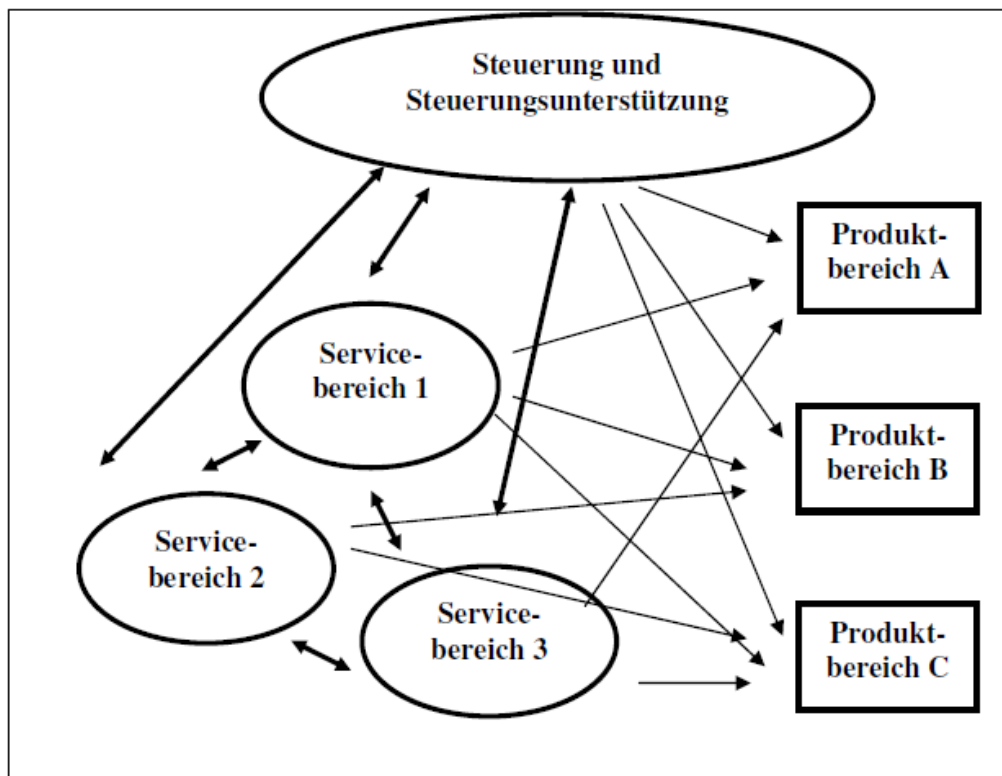 Steuerung und
Steuerungsunterstützung
Produkt-
bereich A
Service-
bereich 1
Produkt-
bereich B
Service-
bereich 2
Service-
bereich 3
Produkt-
bereich C